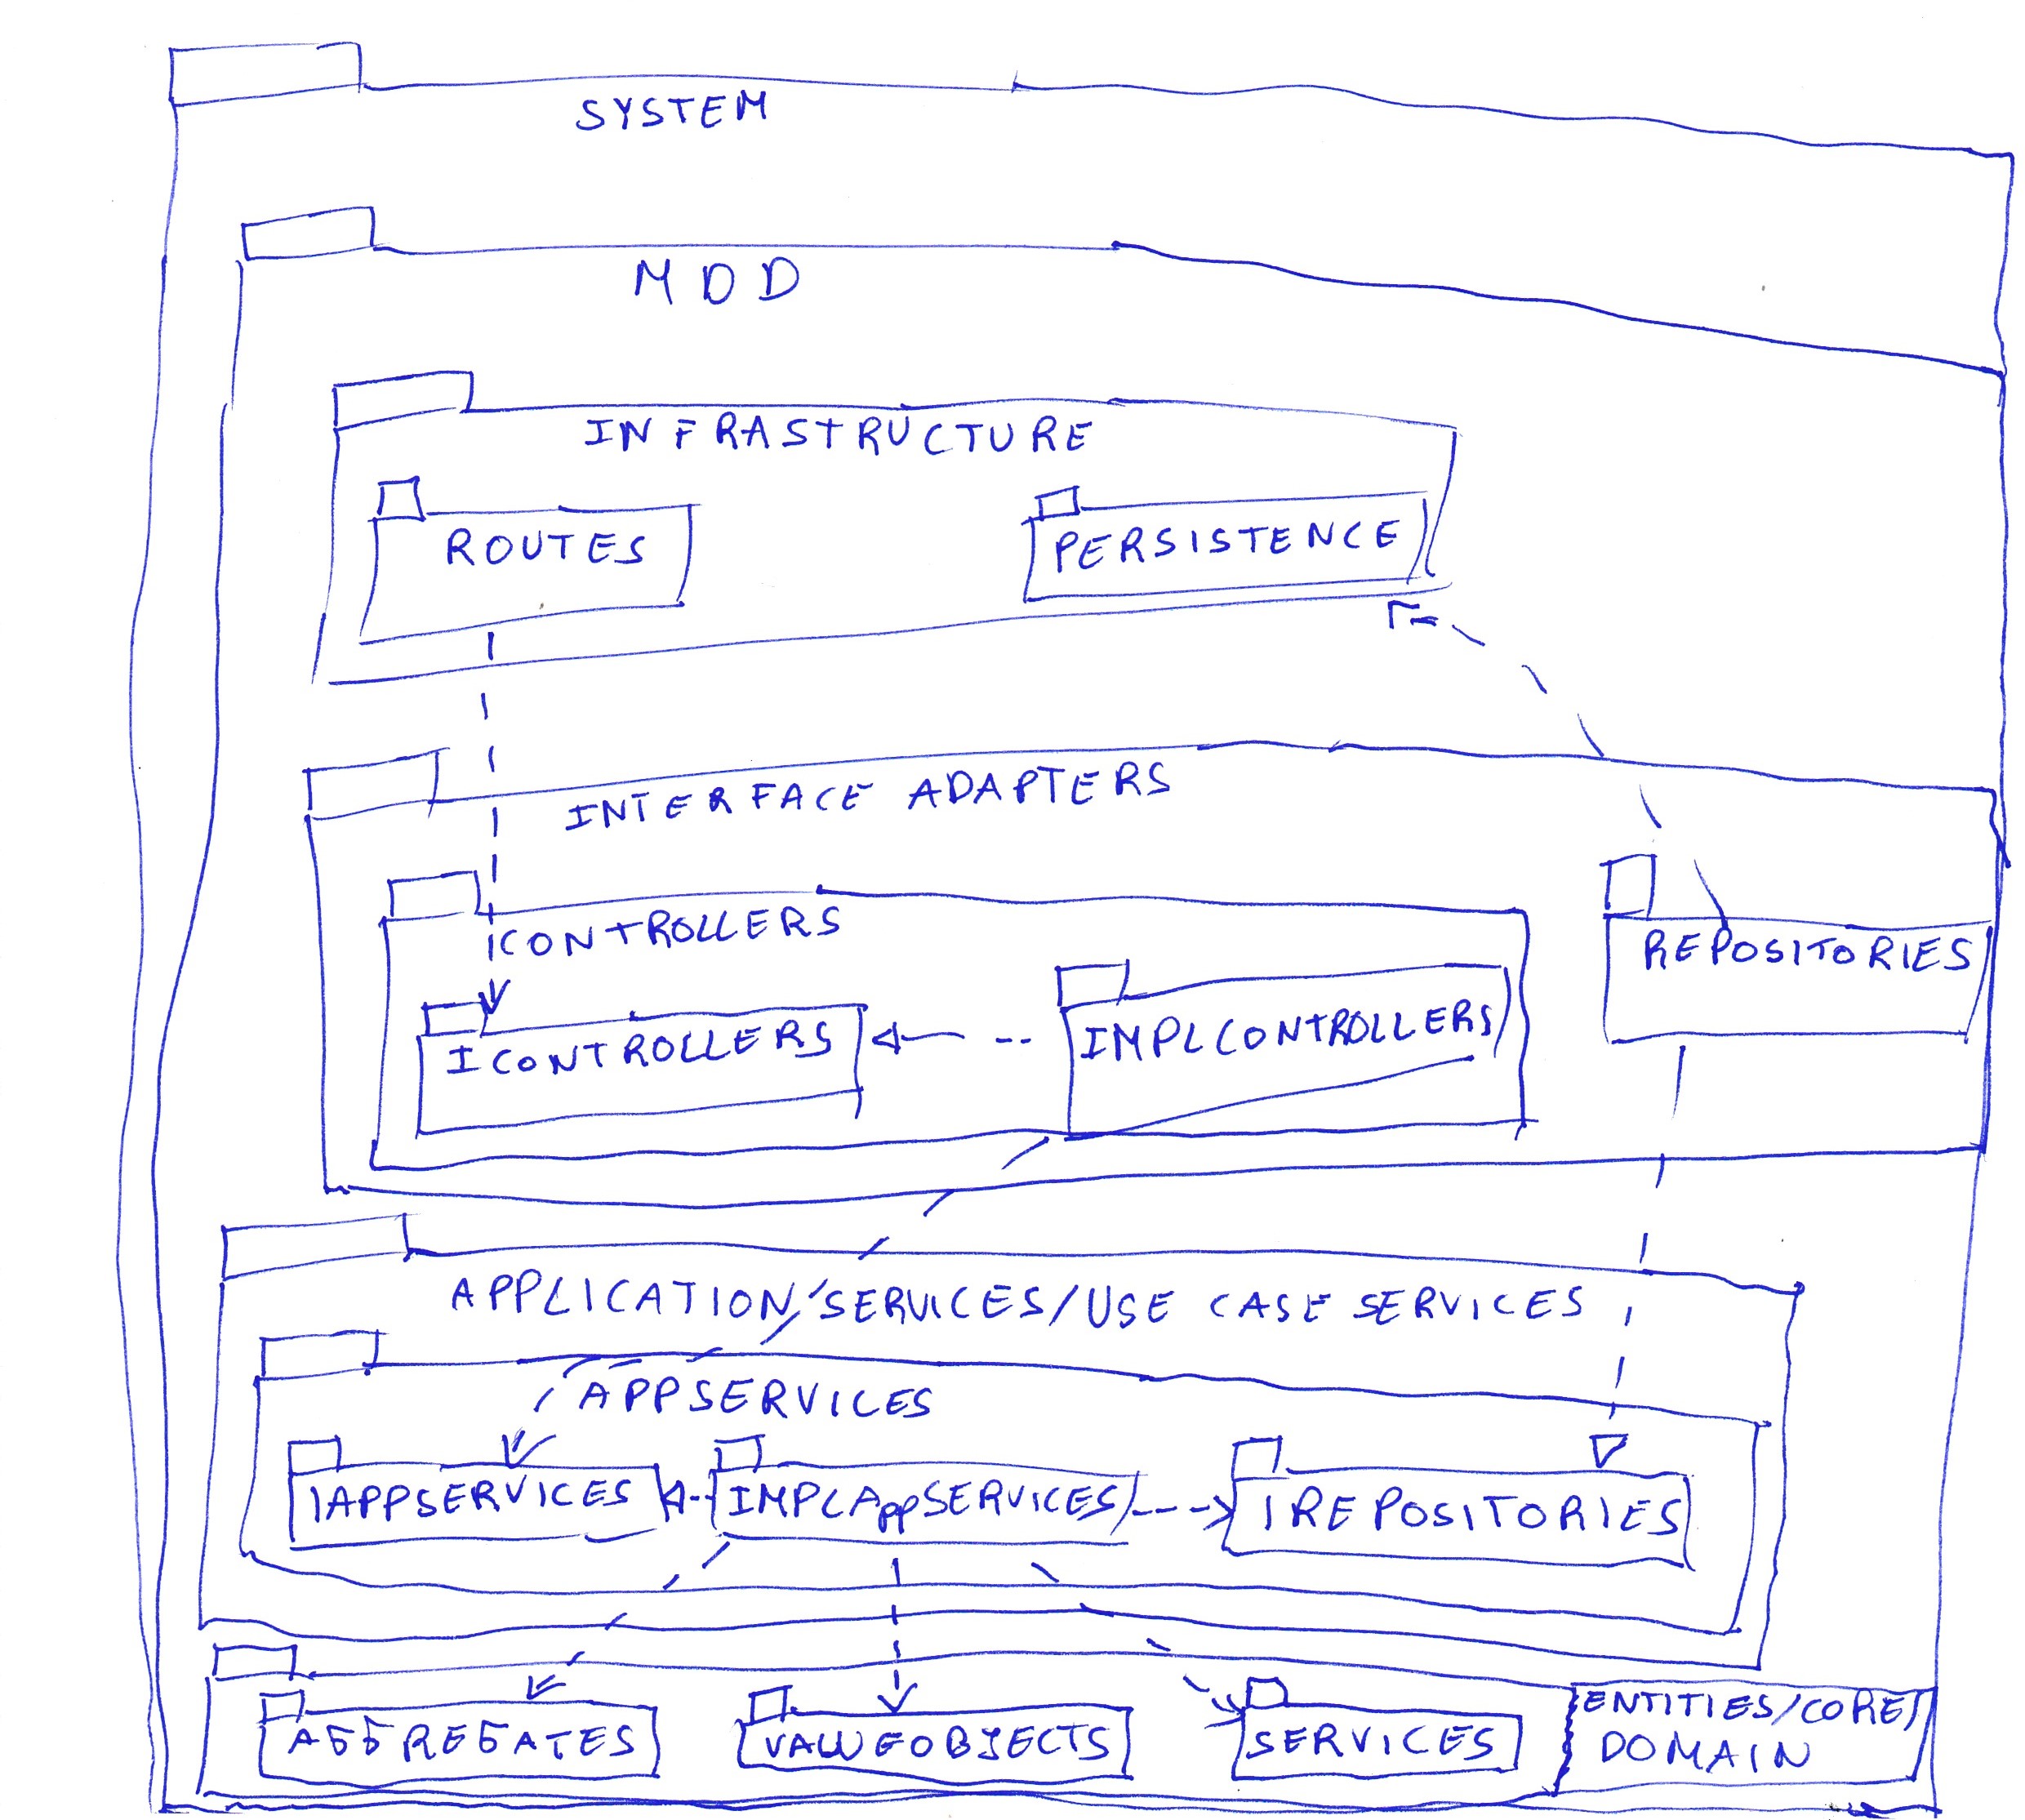 SYSTEM
MDD
INFRASTRUCTURE
ROUTES
PERSISTENCE
INTERFACE ADAPTERS
CONTROLLERS
REPOSITORIES
ICONTROLLERS
IMPLCONTROLLERS
APPLICATION/SERVICES/USE CASE SERVICES
APPSERVICES
IAPPSERVICES
IMPLAppSERVICES
IREPOSITORIES
AGGREGATES
VALUEOBJECTS
SERVICES
ENTITIES/CORE/
DOMAIN